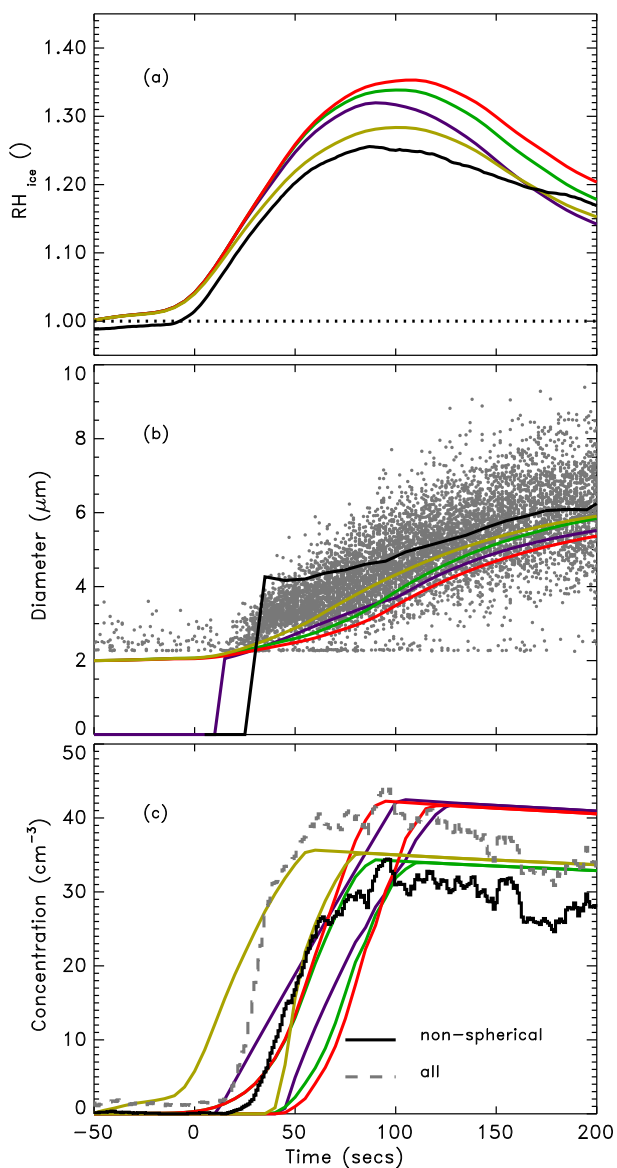 1.40
1.30
1.20
1.10
1.00
RH ice ()
(a)
10
8
6
4
2
0
Diameter (μm)
(b)
50
40
30
20
10
0
Concentration (cm⁻³)
(c)
non-spherical
all
−50
0
50
100
150
200
Time (secs)